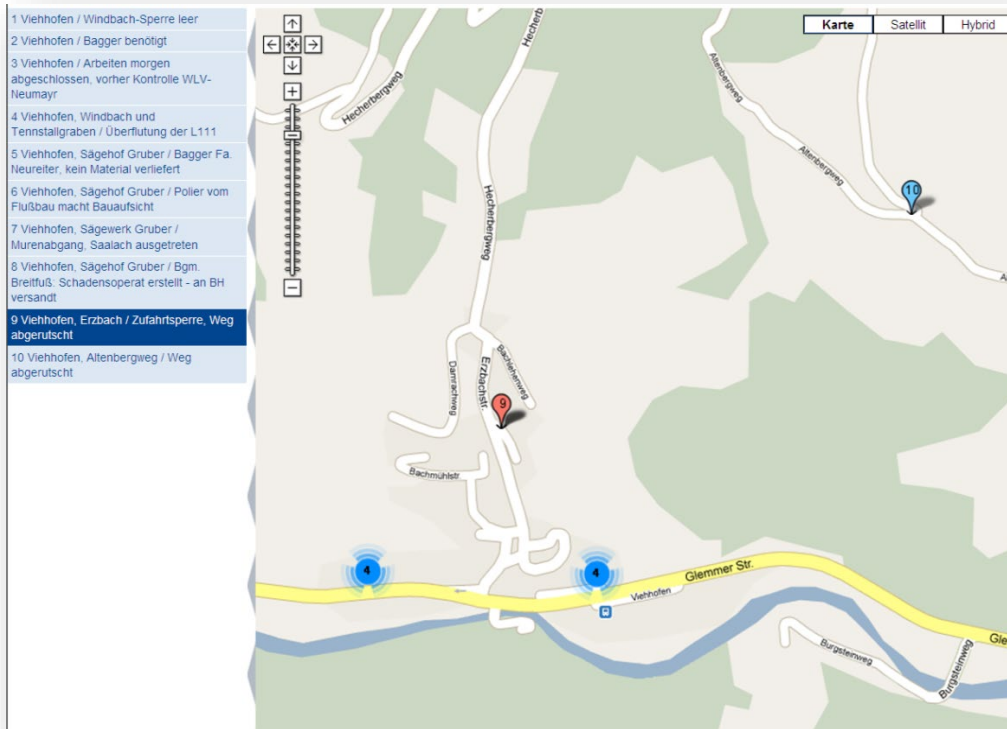 1 Viehhofen / Windbach-Sperre leer
2 Viehhofen / Bagger benötigt
3 Viehhofen / Arbeiten morgen
abgeschlossen, vorher Kontrolle WLV-
Neumayr
4 Viehhofen, Windbach und
Tennstallgraben / Überflutung der L111
5 Viehhofen, Sägehof Gruber / Bagger Fa.
Neureiter, kein Material verliefert
6 Viehhofen, Sägehof Gruber / Polier vom
Flußbau macht Bauaufsicht
7 Viehhofen, Sägewerk Gruber /
Murenabgang, Saalach ausgetreten
8 Viehhofen, Sägehof Gruber / Bgm.
Breitfuß: Schadensoperat erstellt - an BH
versandt
9 Viehhofen, Erzbach / Zufahrtsperre, Weg
abgerutscht
10 Viehhofen, Altenbergweg / Weg
abgerutscht
Karte
Satellit
Hybrid
Hecherb
Hecherbergweg
Altenbergweg
Altenbergweg
10
A
Hecherbergweg
Damrachweg
Erzbachstr.
Bachlehenweg
9
Bachmühlstr
4
4
Glemmer Str.
Viehhofen
Gle
Burgsteinweg
Burgsteinweg